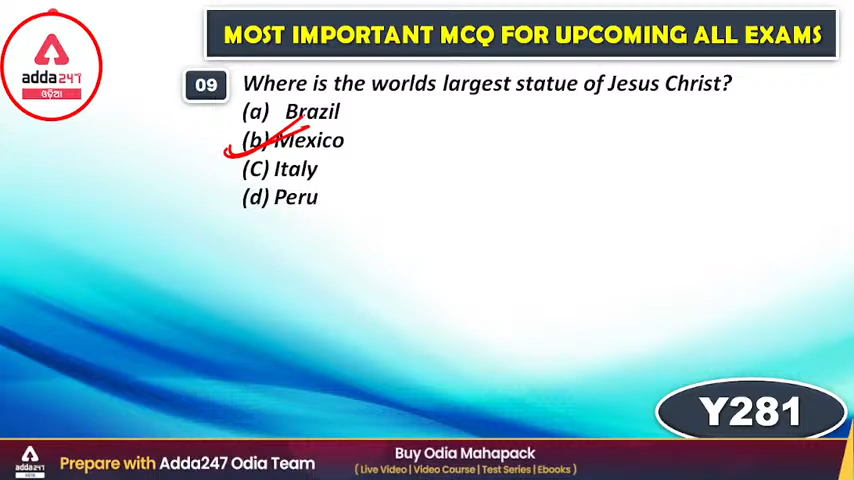 MOST IMPORTANT MCQ FOR UPCOMING ALL EXAMS
adda247
ଓଡ଼ିଆ
09 Where is the worlds largest statue of Jesus Christ?
(a) Brazil
(b) Mexico
(C) Italy
(d) Peru
Y281
adda247
Prepare with Adda247 Odia Team
Buy Odia Mahapack
( Live Video | Video Course | Test Series | Ebooks )